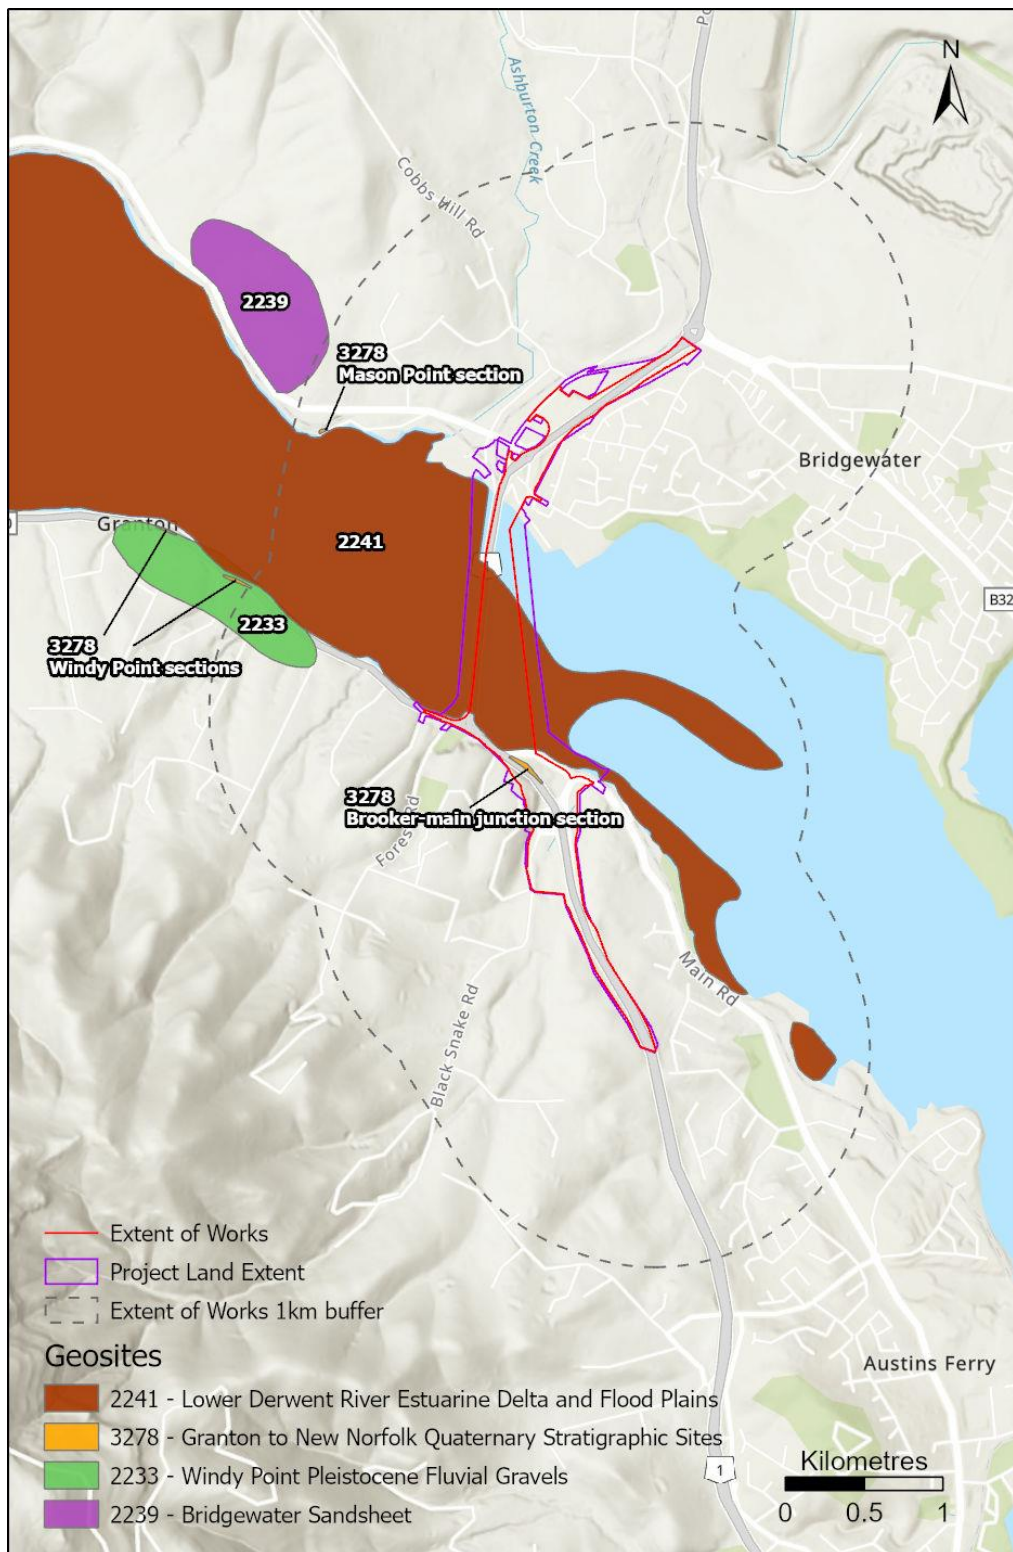 Ashburton
Creek
Po
N
Cobbs Hill Rd
2239
3278
Mason Point section
Bridgewater
Granton
2241
2233
B32
3278
Windy Point sections
3278
Brooker-main junction section
Main Rd
Black Snake Rd
Extent of Works
Project Land Extent
Extent of Works 1km buffer
Geosites
2241 - Lower Derwent River Estuarine Delta and Flood Plains
3278 - Granton to New Norfolk Quaternary Stratigraphic Sites
2233 - Windy Point Pleistocene Fluvial Gravels
2239 - Bridgewater Sandsheet
Austins Ferry
1
Kilometres
0 0.5 1